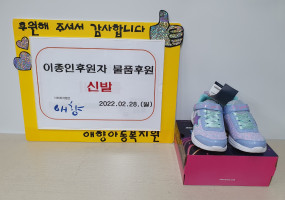 후원해 주셔서 감사합니다
이종인후원자 물품후원
신발
애향
2022.02.28.(월)
애향아동복지원